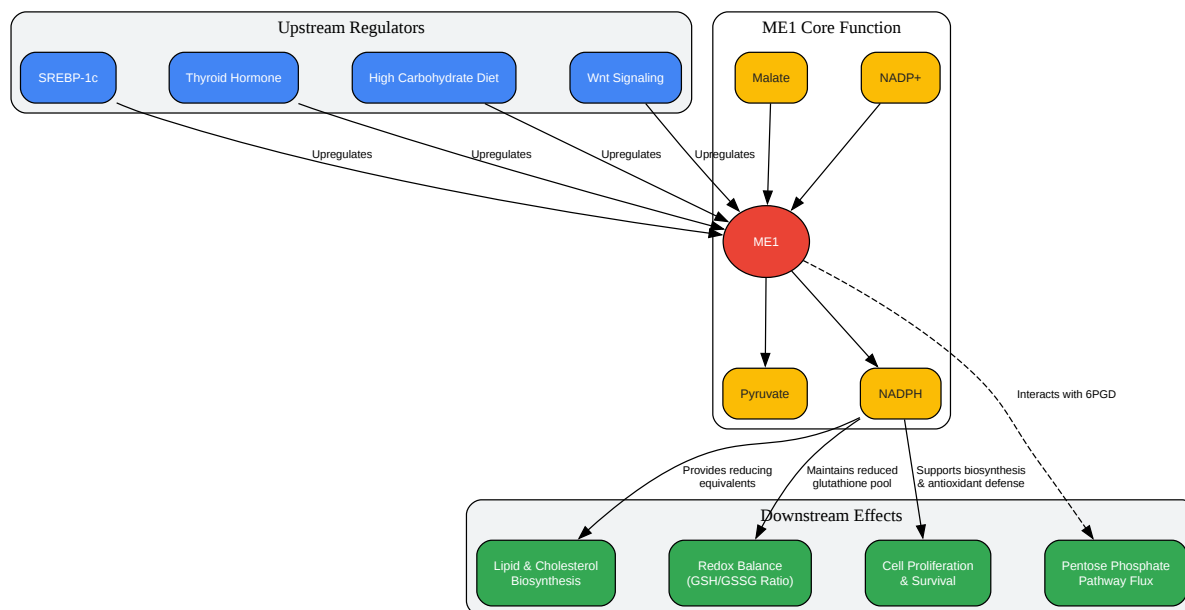 Upstream Regulators
ME1 Core Function
SREBP-1c
Thyroid Hormone
High Carbohydrate Diet
Wnt Signaling
Malate
NADP+
Upregulates
Upregulates
Upregulates
Upregulates
ME1
Pyruvate
NADPH
Interacts with 6PGD
Provides reducing
equivalents
Maintains reduced
glutathione pool
Supports biosynthesis
& antioxidant defense
Downstream Effects
Lipid & Cholesterol
Biosynthesis
Redox Balance
(GSH/GSSG Ratio)
Cell Proliferation
& Survival
Pentose Phosphate
Pathway Flux